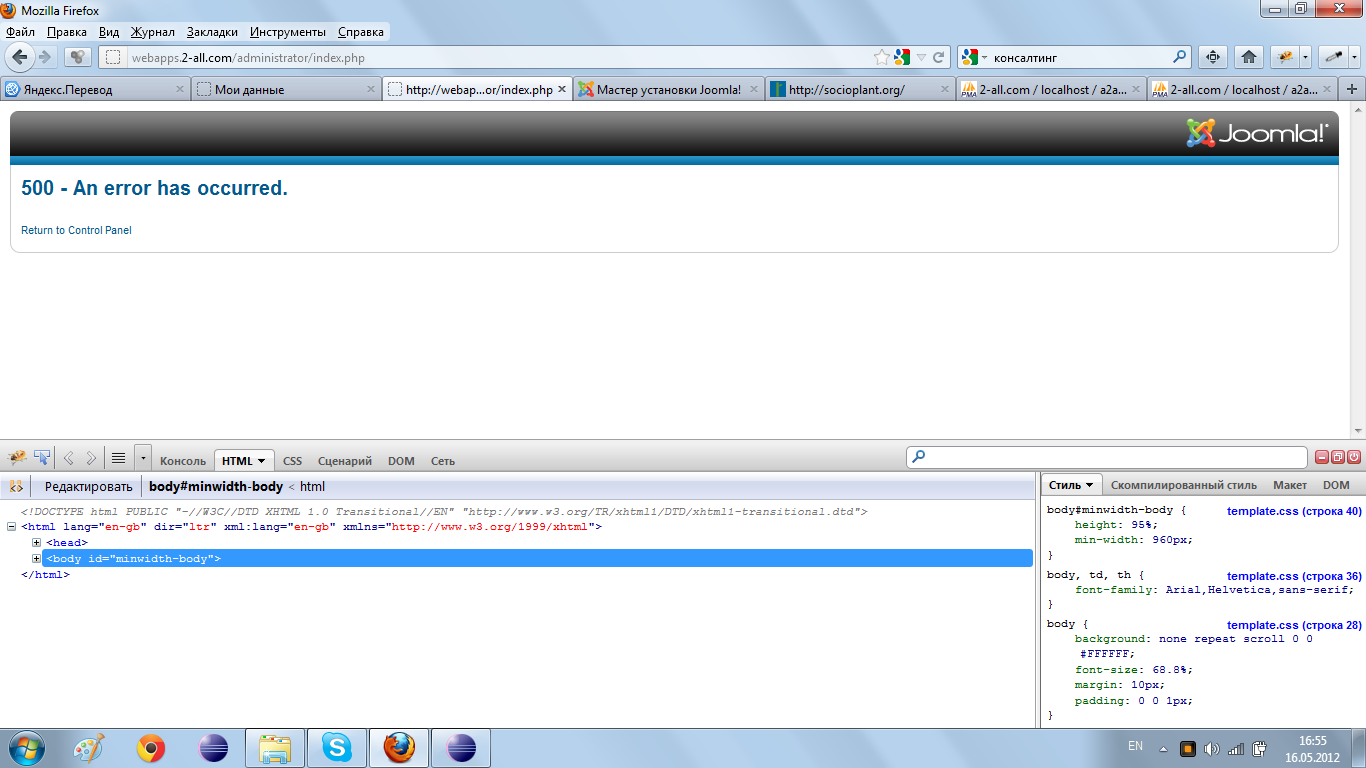 Mozilla Firefox
Файл Правка Вид Журнал Закладки Инструменты Справка
webapps.2-all.com/administrator/index.php
консалтинг
Яндекс.Перевод
Мои данные
http://webap...or/index.php
Мастер установки Joomla!
http://socioplant.org/
2-all.com / localhost / a2a...
2-all.com / localhost / a2a...
Joomla!®
500 - An error has occurred.
Return to Control Panel
Консоль HTML CSS Сценарий DOM Сеть
Редактировать body#minwidth-body < html
<!DOCTYPE html PUBLIC "-//W3C//DTD XHTML 1.0 Transitional//EN" "http://www.w3.org/TR/xhtml1/DTD/xhtml1-transitional.dtd">
<html lang="en-gb" dir="ltr" xml:lang="en-gb" xmlns="http://www.w3.org/1999/xhtml">
<head>
<body id="minwidth-body">
</html>
Стиль Скомпилированный стиль Макет DOM
body#minwidth-body { template.css (строка 40)
height: 95%;
min-width: 960px;
}
body, td, th { template.css (строка 36)
font-family: Arial,Helvetica,sans-serif;
}
body { template.css (строка 28)
background: none repeat scroll 0 0
#FFFFFF;
font-size: 68.8%;
margin: 10px;
padding: 0 0 1px;
}
EN
16:55
16.05.2012